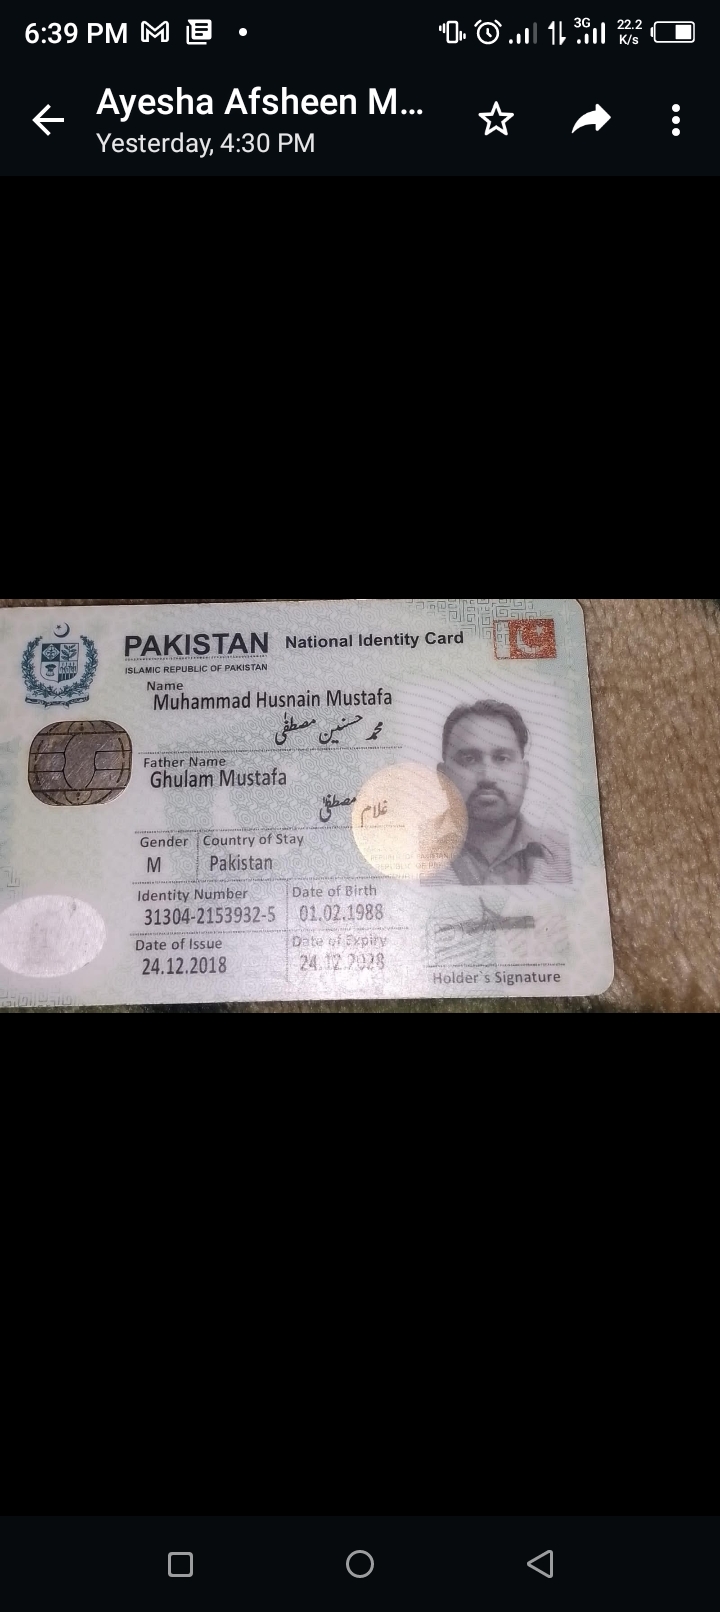 6:39 PM
3G
22.2
K/s
Ayesha Afsheen M...
Yesterday, 4:30 PM
PAKISTAN National Identity Card
ISLAMIC REPUBLIC OF PAKISTAN
Name
Muhammad Husnain Mustafa
محمد حسنین مصطفٰی
Father Name
Ghulam Mustafa
غلام مصطفٰی
Gender Country of Stay
M Pakistan
Identity Number Date of Birth
31304-2153932-5 01.02.1988
Date of Issue Date of Expiry
24.12.2018 24.12.2028
Holder`s Signature